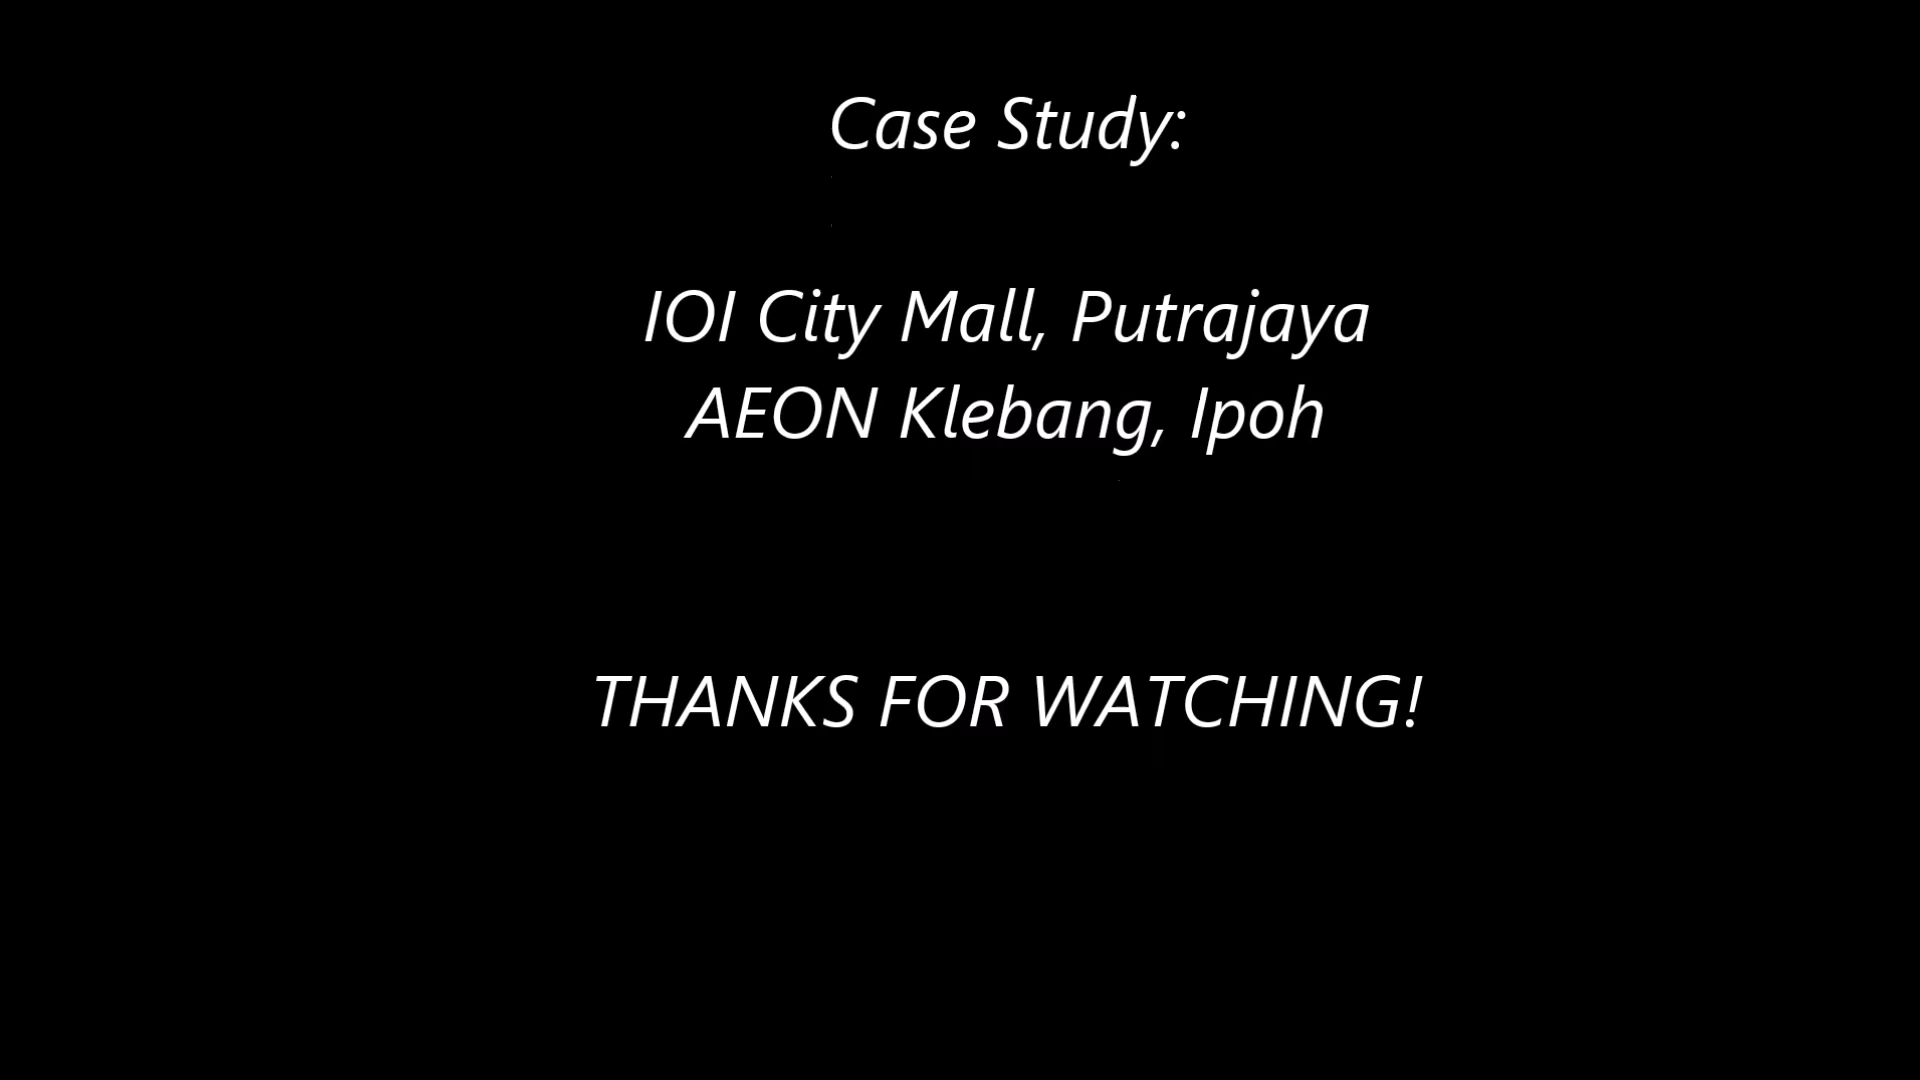 Case Study:
IOI City Mall, Putrajaya
AEON Klebang, Ipoh
THANKS FOR WATCHING!